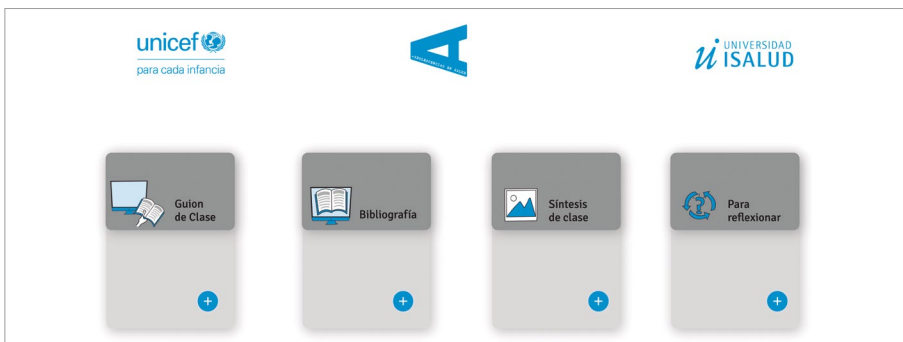 unicef
para cada infancia
A
UNIVERSIDAD
ISALUD
Guion
de Clase
Bibliografía
Síntesis
de clase
Para
reflexionar